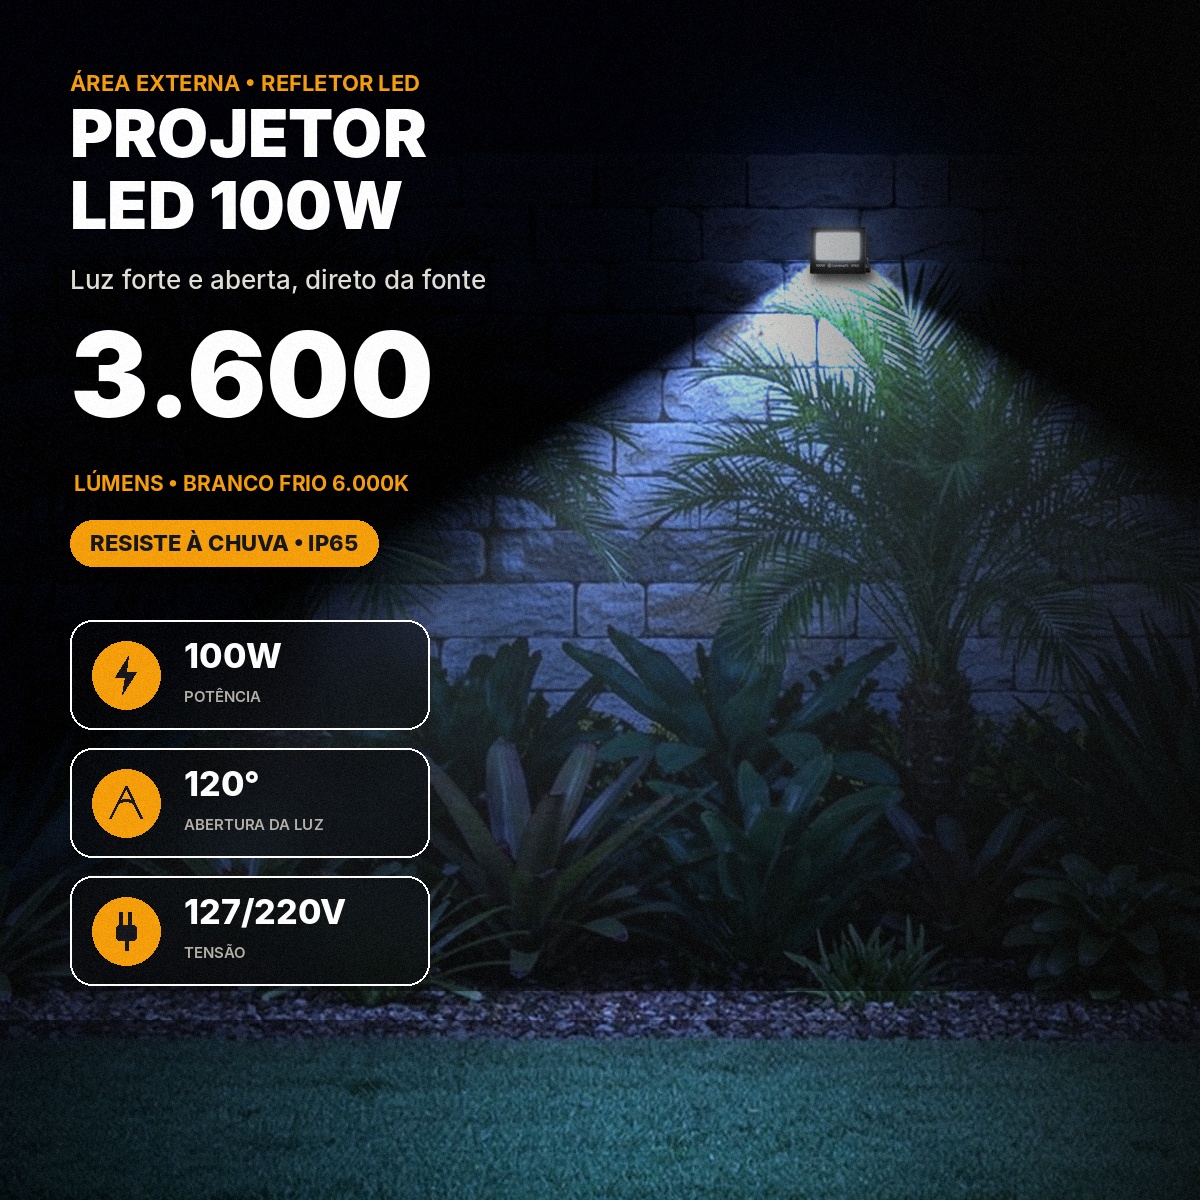 ÁREA EXTERNA • REFLETOR LED
PROJETOR
LED 100W
Luz forte e aberta, direto da fonte
3.600
LÚMENS • BRANCO FRIO 6.000K
RESISTE À CHUVA • IP65
100W
POTÊNCIA
120°
ABERTURA DA LUZ
127/220V
TENSÃO